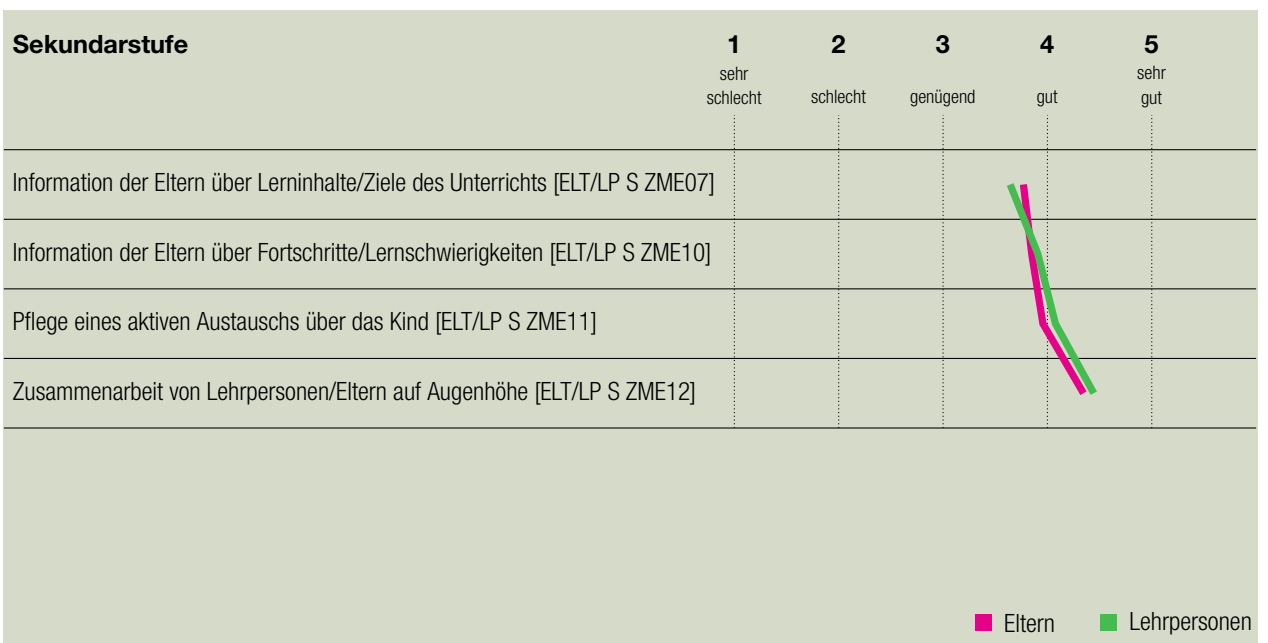 Sekundarstufe
1 2 3 4 5
sehr schlecht schlecht genügend gut sehr gut
Information der Eltern über Lerninhalte/Ziele des Unterrichts [ELT/LP S ZME07]
Information der Eltern über Fortschritte/Lernschwierigkeiten [ELT/LP S ZME10]
Pflege eines aktiven Austauschs über das Kind [ELT/LP S ZME11]
Zusammenarbeit von Lehrpersonen/Eltern auf Augenhöhe [ELT/LP S ZME12]
Eltern Lehrpersonen